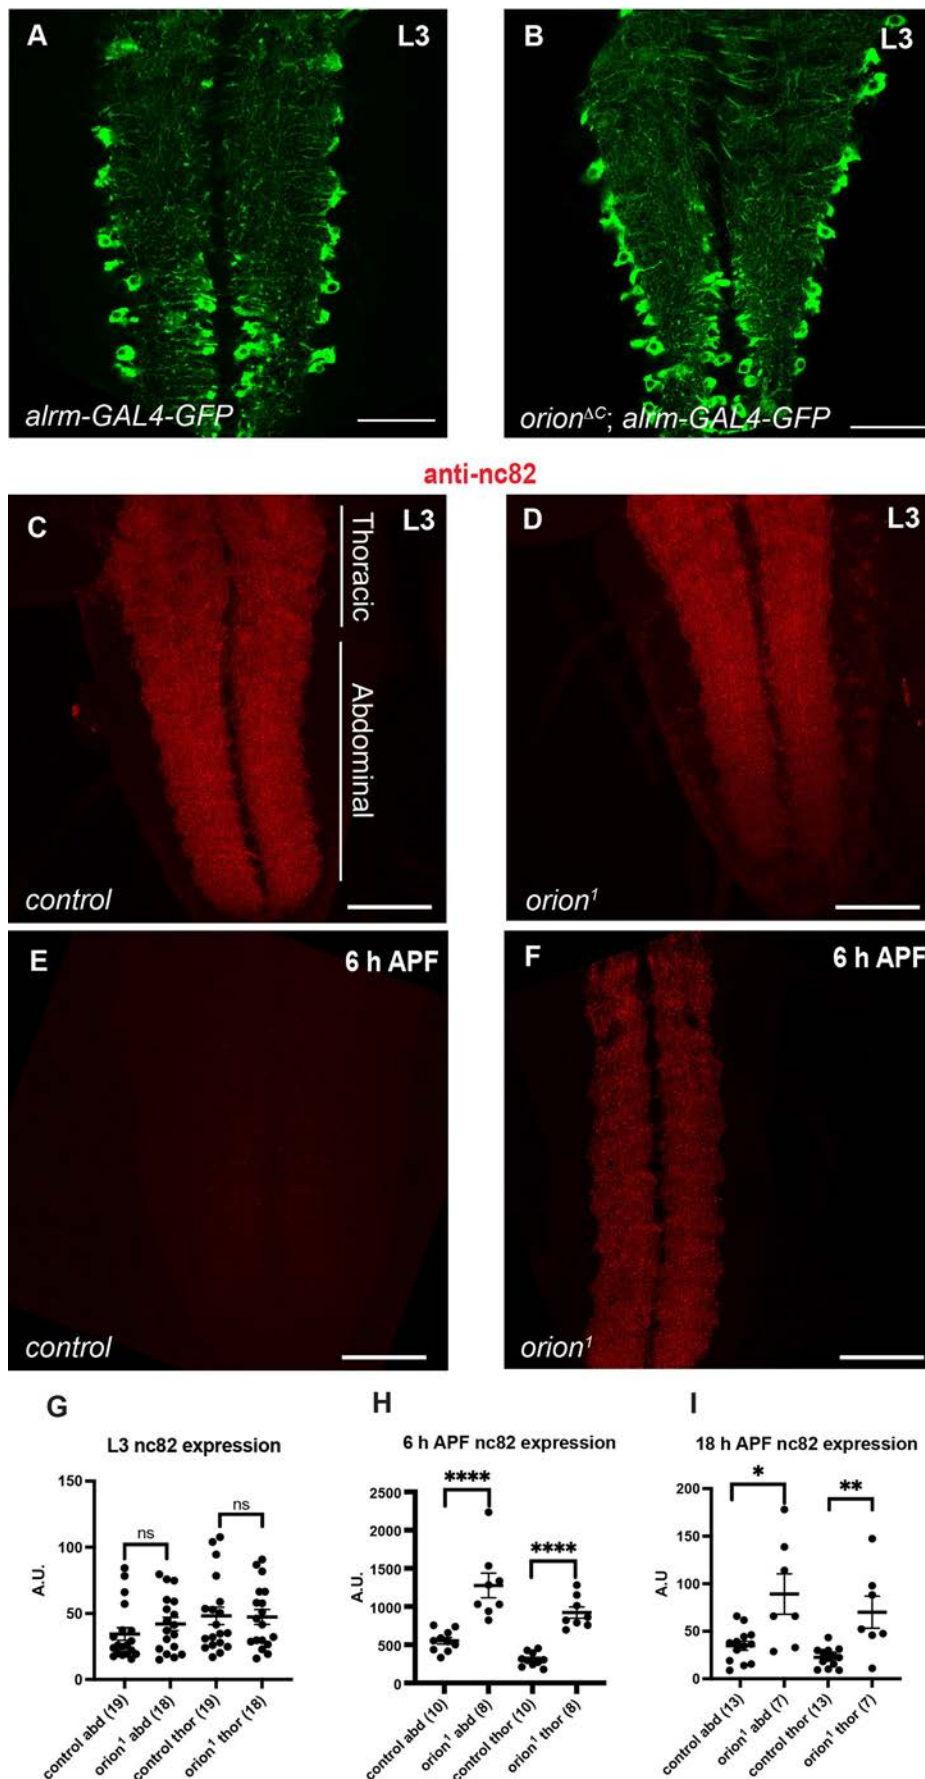 A L3
alrm-GAL4-GFP
B L3
orion^ΔC; alrm-GAL4-GFP
anti-nc82
C L3
Thoracic
Abdominal
control
D L3
orion¹
E 6 h APF
control
F 6 h APF
orion¹
G
L3 nc82 expression
150
100
50
0
A.U.
ns
ns
control abd (19)
orion¹ abd (18)
control thor (19)
orion¹ thor (18)
H
6 h APF nc82 expression
2500
2000
1500
1000
500
0
A.U.
****
****
control abd (10)
orion¹ abd (8)
control thor (10)
orion¹ thor (8)
I
18 h APF nc82 expression
200
150
100
50
0
A.U
*
**
control abd (13)
orion¹ abd (7)
control thor (13)
orion¹ thor (7)